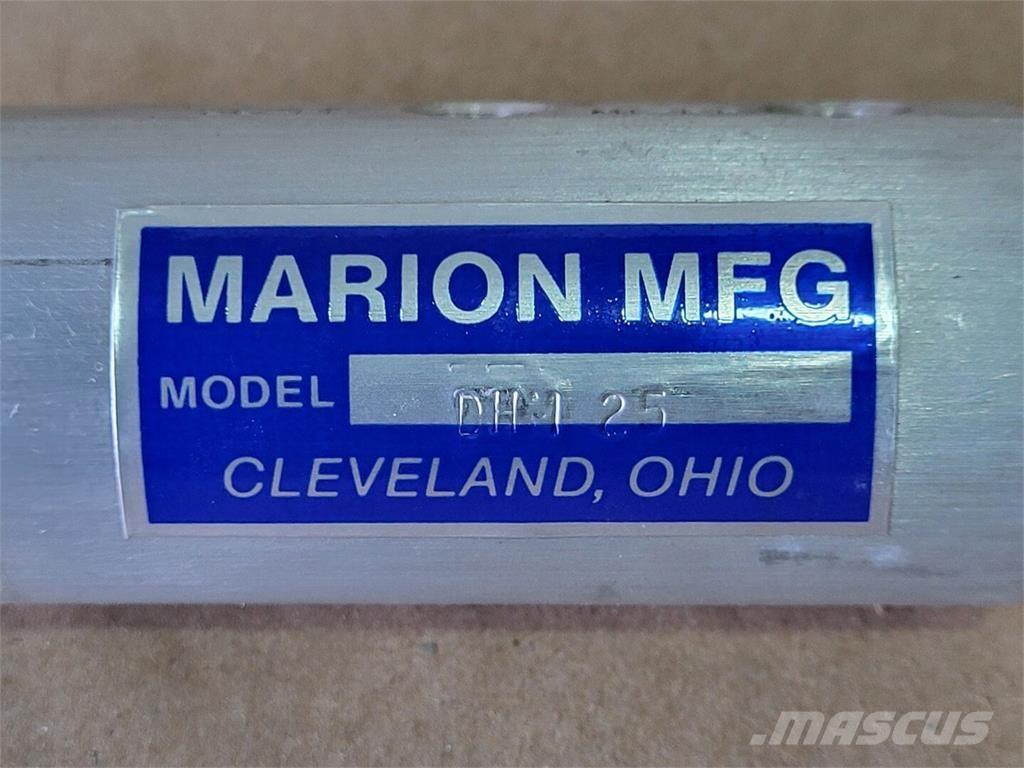 MARION MFG
MODEL DH1 25
CLEVELAND, OHIO
MASCUS